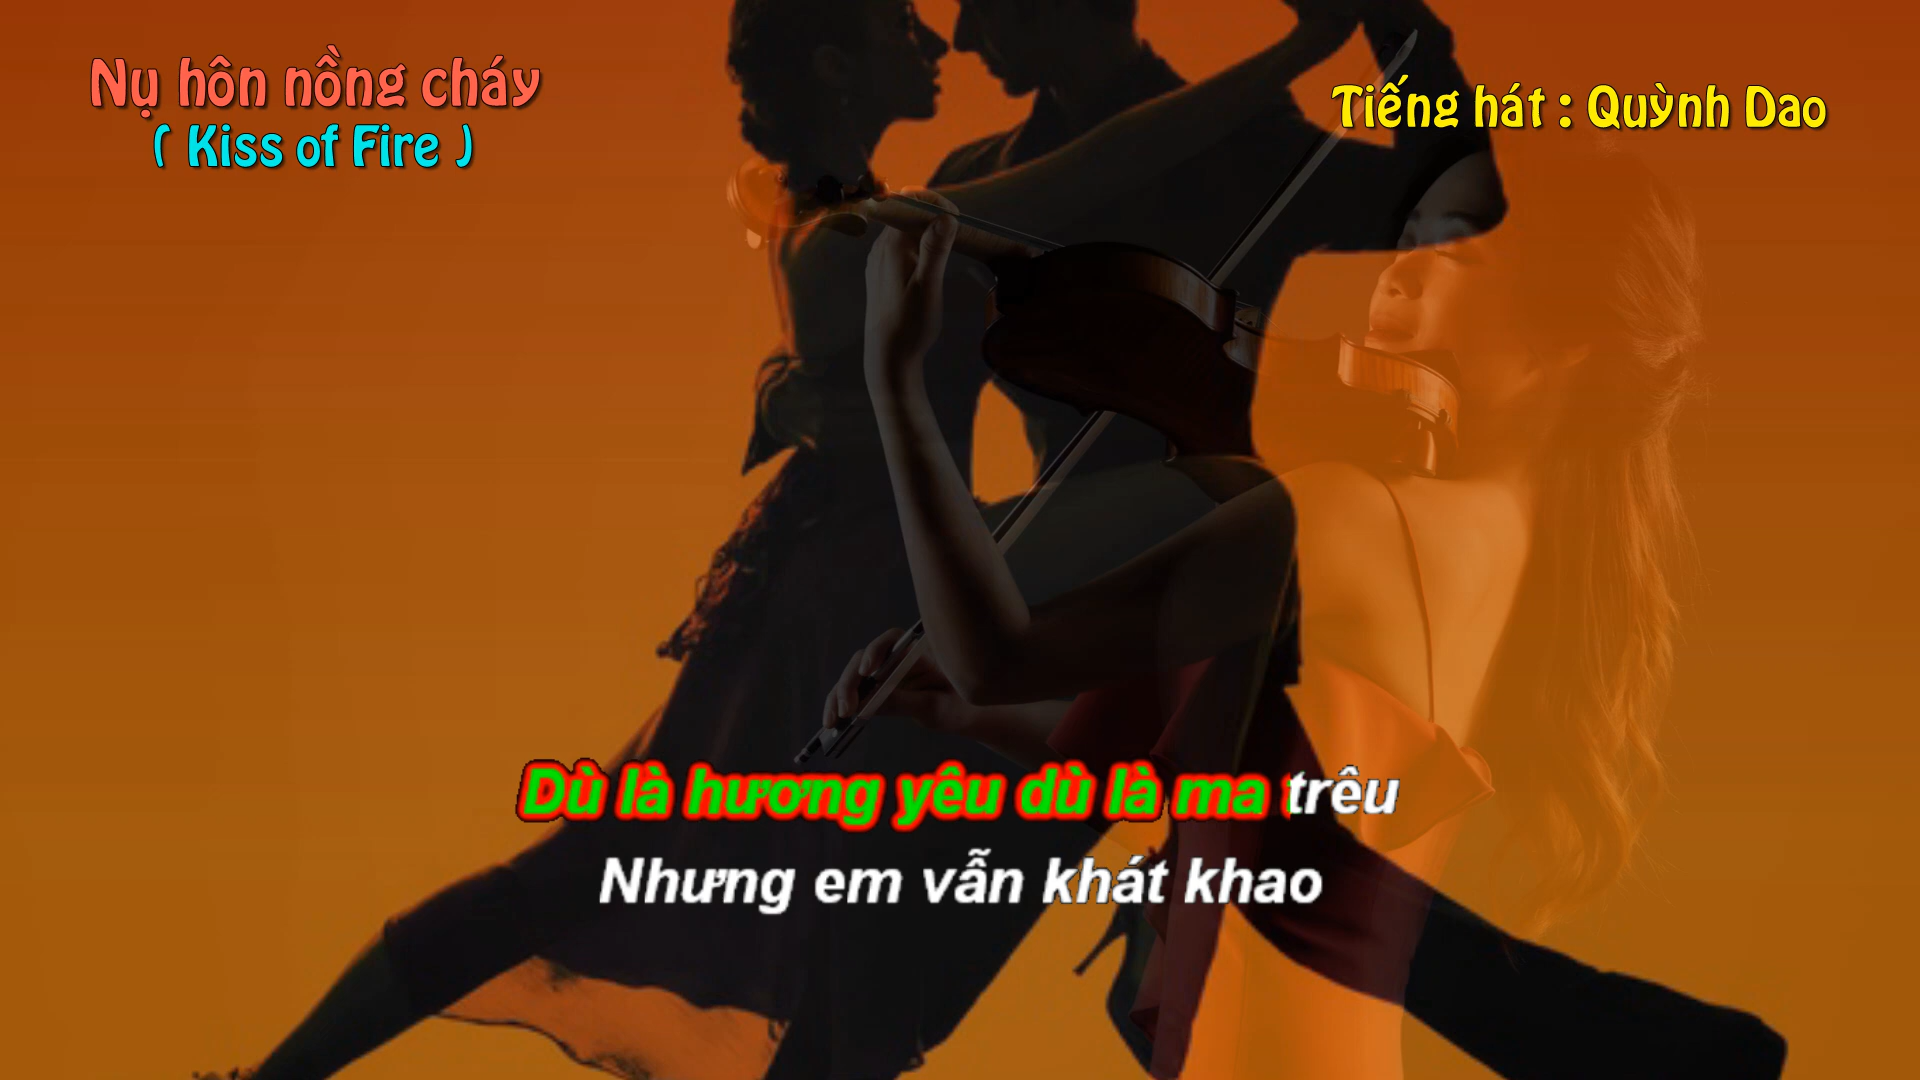 Nụ hôn nồng cháy
( Kiss of Fire )
Tiếng hát : Quỳnh Dao
Dù là hương yêu dù là ma trêu
Nhưng em vẫn khát khao